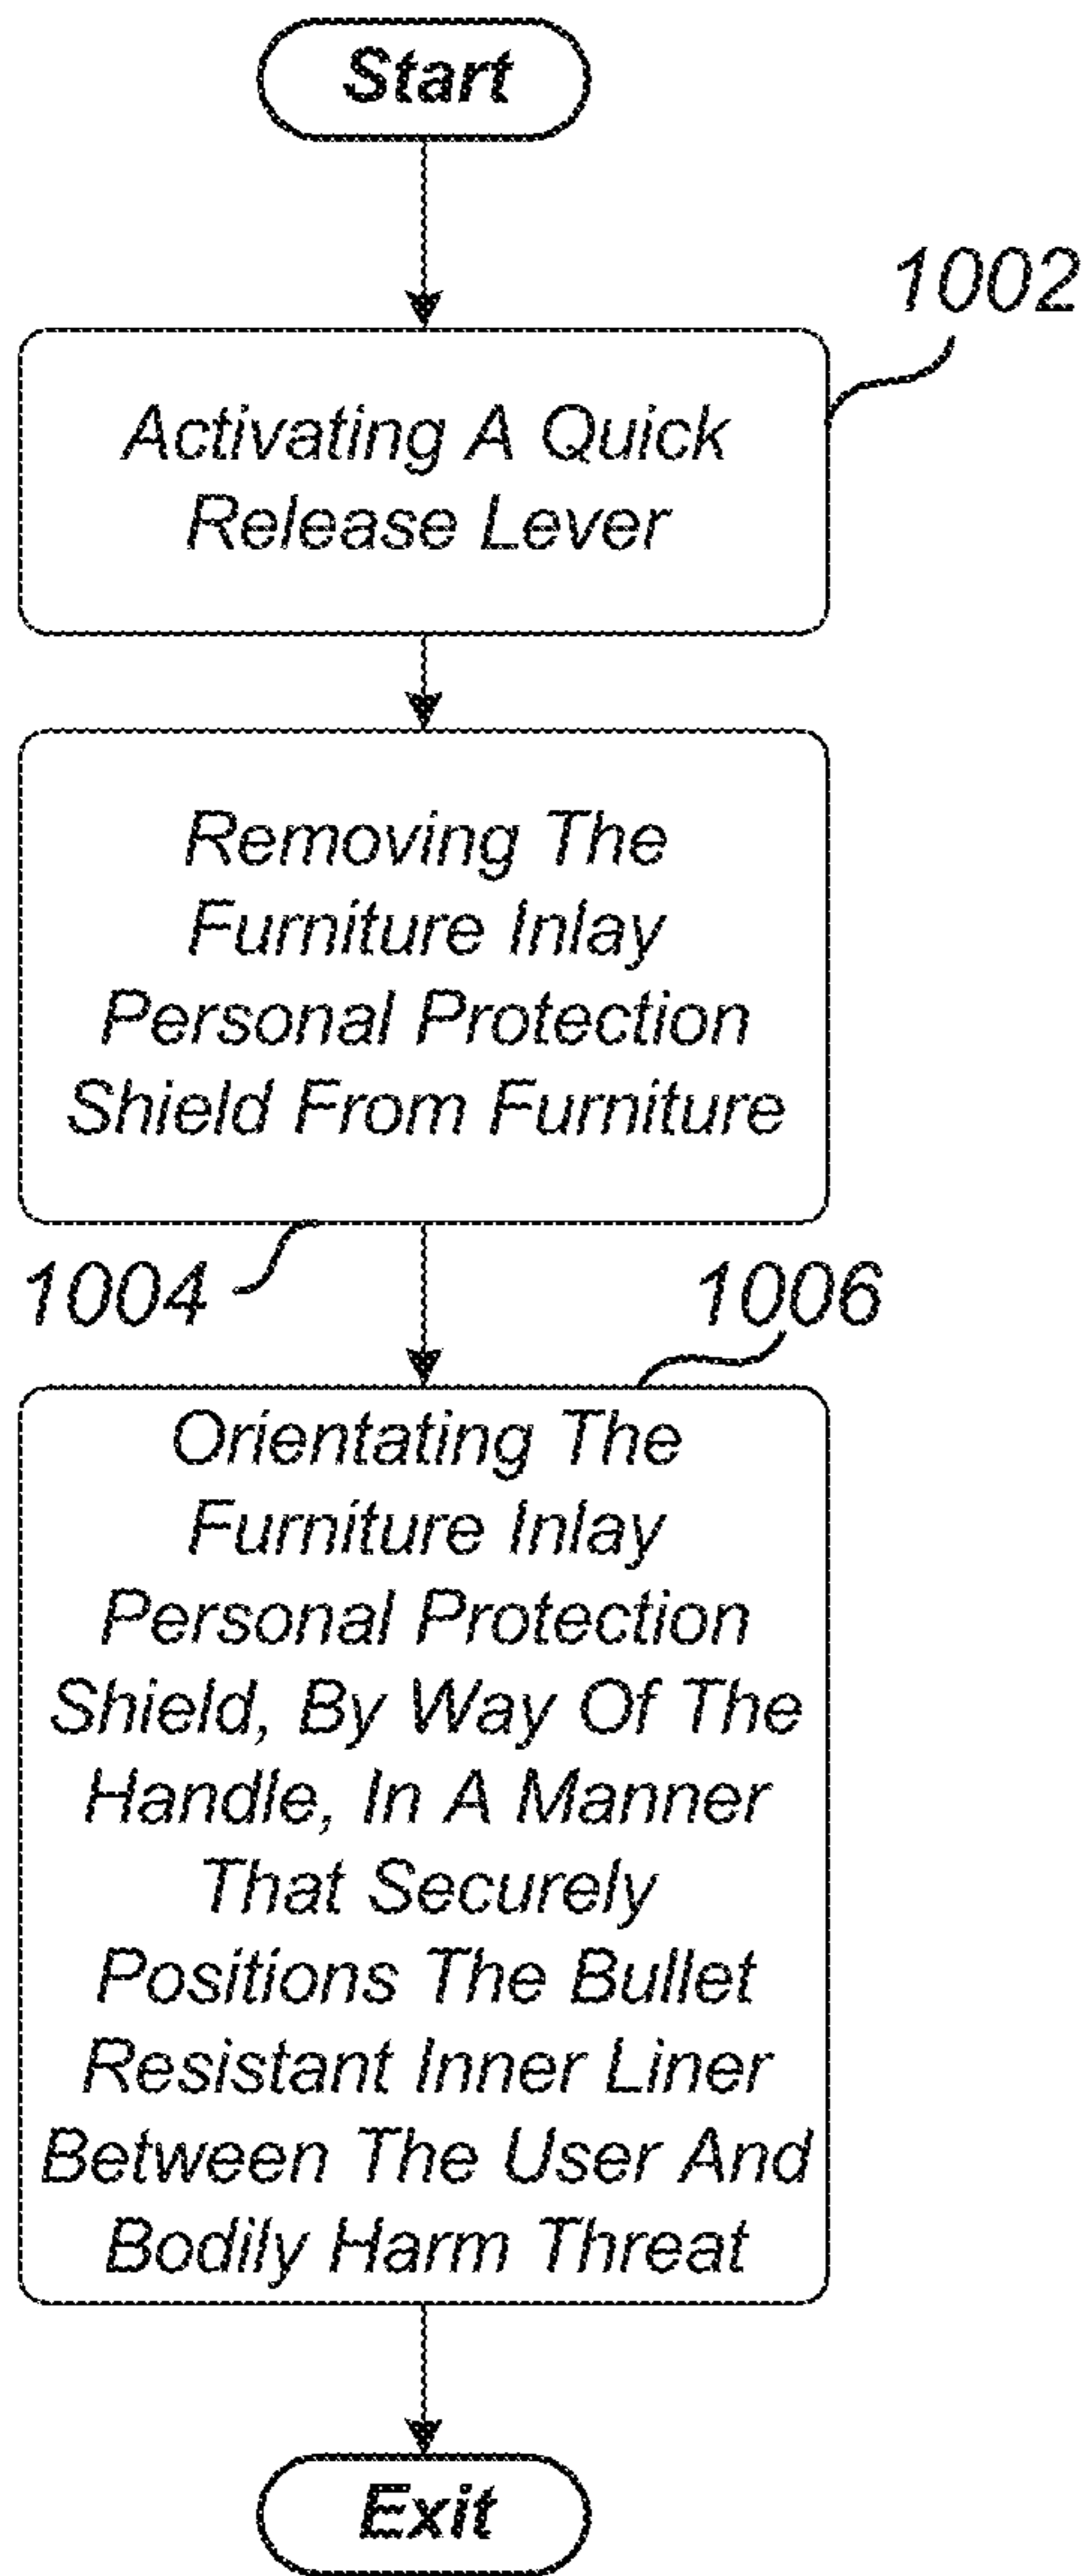 Start
1002
Activating A Quick
Release Lever
Removing The
Furniture Inlay
Personal Protection
Shield From Furniture
1004
1006
Orientating The
Furniture Inlay
Personal Protection
Shield, By Way Of The
Handle, In A Manner
That Securely
Positions The Bullet
Resistant Inner Liner
Between The User And
Bodily Harm Threat
Exit